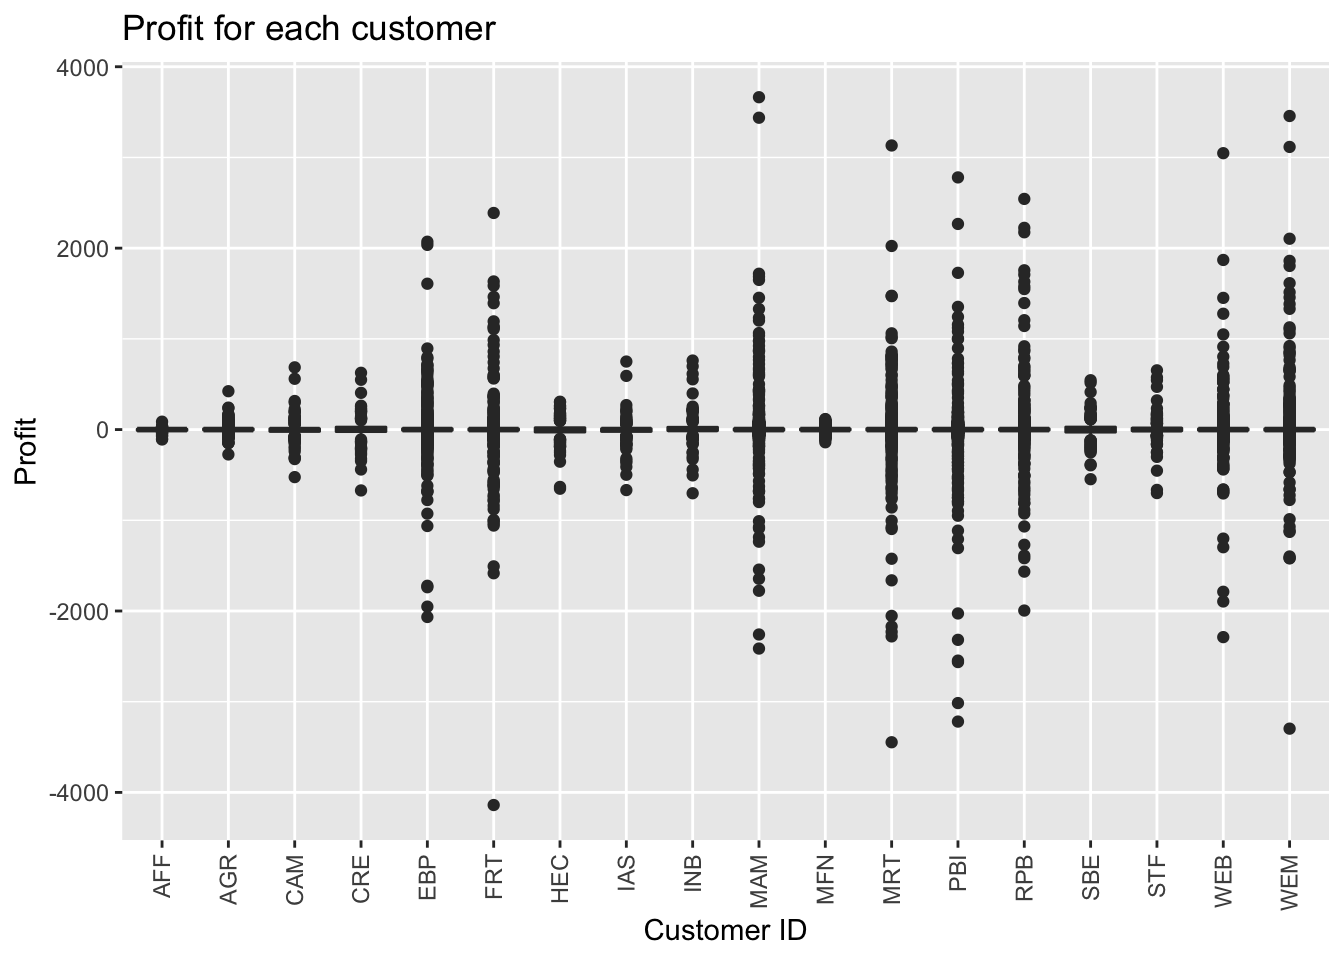 Profit for each customer
4000
2000
0
-2000
-4000
Profit
AFF
AGR
CAM
CRE
EBP
FRT
HEC
IAS
INB
MAM
MFN
MRT
PBI
RPB
SBE
STF
WEB
WEM
Customer ID